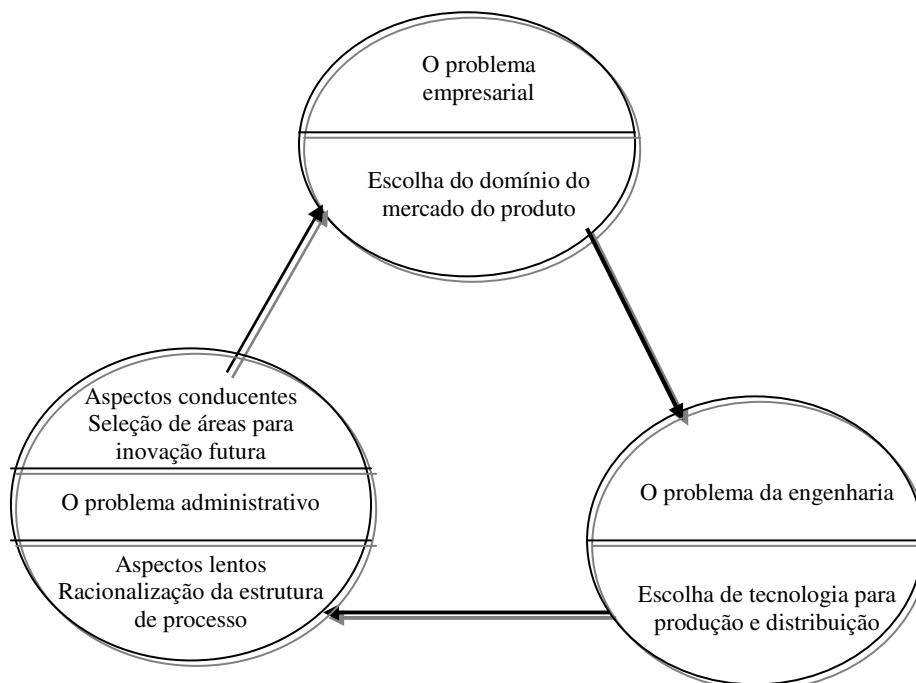 O problema
empresarial
Escolha do domínio do
mercado do produto
Aspectos conducentes
Seleção de áreas para
inovação futura
O problema administrativo
Aspectos lentos
Racionalização da estrutura
de processo
O problema da engenharia
Escolha de tecnologia para
produção e distribuição